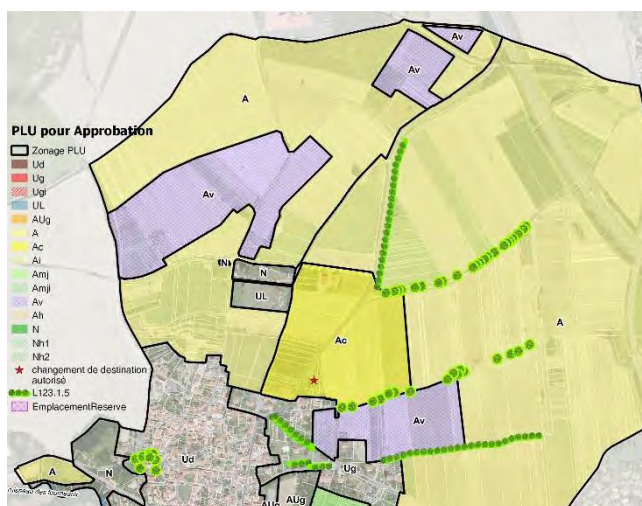 PLU pour Approbation
Zonage PLU
Ud
Ug
Ugi
UL
AUg
A
Ac
Ai
Amj
Amji
Av
Ah
N
Nh1
Nh2
changement de destination
autorisé
L123.1.5
EmplacementReserve
Av
Av
A
Av
N
UL
Ac
A
Av
Ud
Ug
A
N
AUg